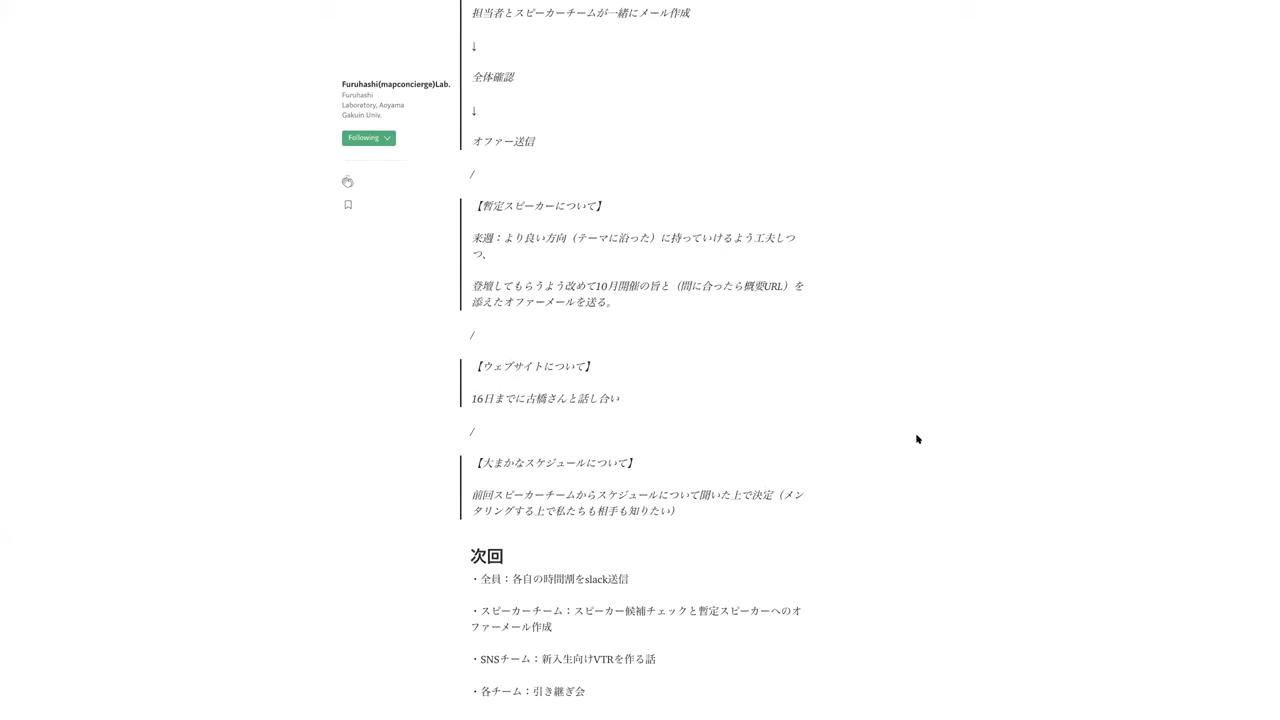 担当者とスピーカーチームが一緒にメール作成
↓
全体確認
↓
オファー送信
/
【暫定スピーカーについて】
来週：より良い方向（テーマに沿った）に持っていけるよう工夫しつ
つ、
登壇してもらうよう改めて10月開催の旨と（間に合ったら概要URL）を
添えたオファーメールを送る。
/
【ウェブサイトについて】
16日までに古橋さんと話し合い
/
【大まかなスケジュールについて】
前回スピーカーチームからスケジュールについて聞いた上で決定（メン
タリングする上で私たちも相手も知りたい）
次回
・全員：各自の時間割をslack送信
・スピーカーチーム：スピーカー候補チェックと暫定スピーカーへのオ
ファーメール作成
・SNSチーム：新入生向けVTRを作る話
・各チーム：引き継ぎ会
Furuhashi(mapconcierge)Lab.
Furuhashi
Laboratory, Aoyama
Gakuin Univ.
Following